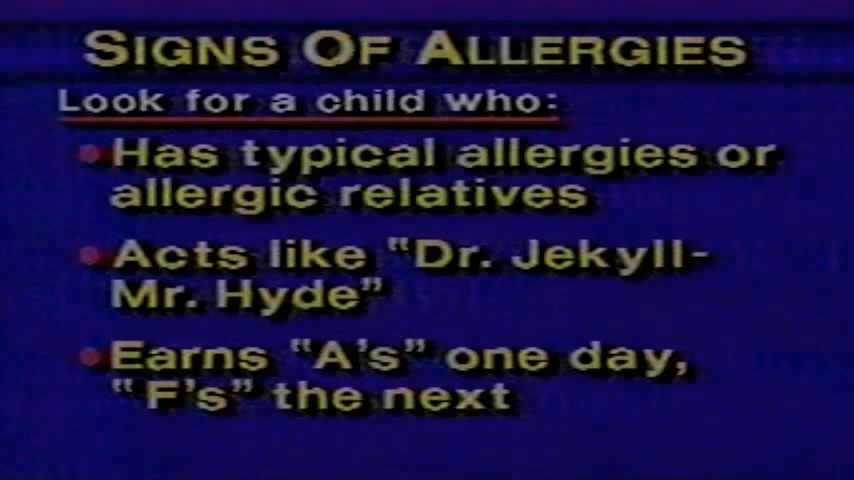 SIGNS OF ALLERGIES
Look for a child who:
•Has typical allergies or
allergic relatives
•Acts like "Dr. Jekyll-
Mr. Hyde"
•Earns "A's" one day,
"F's" the next